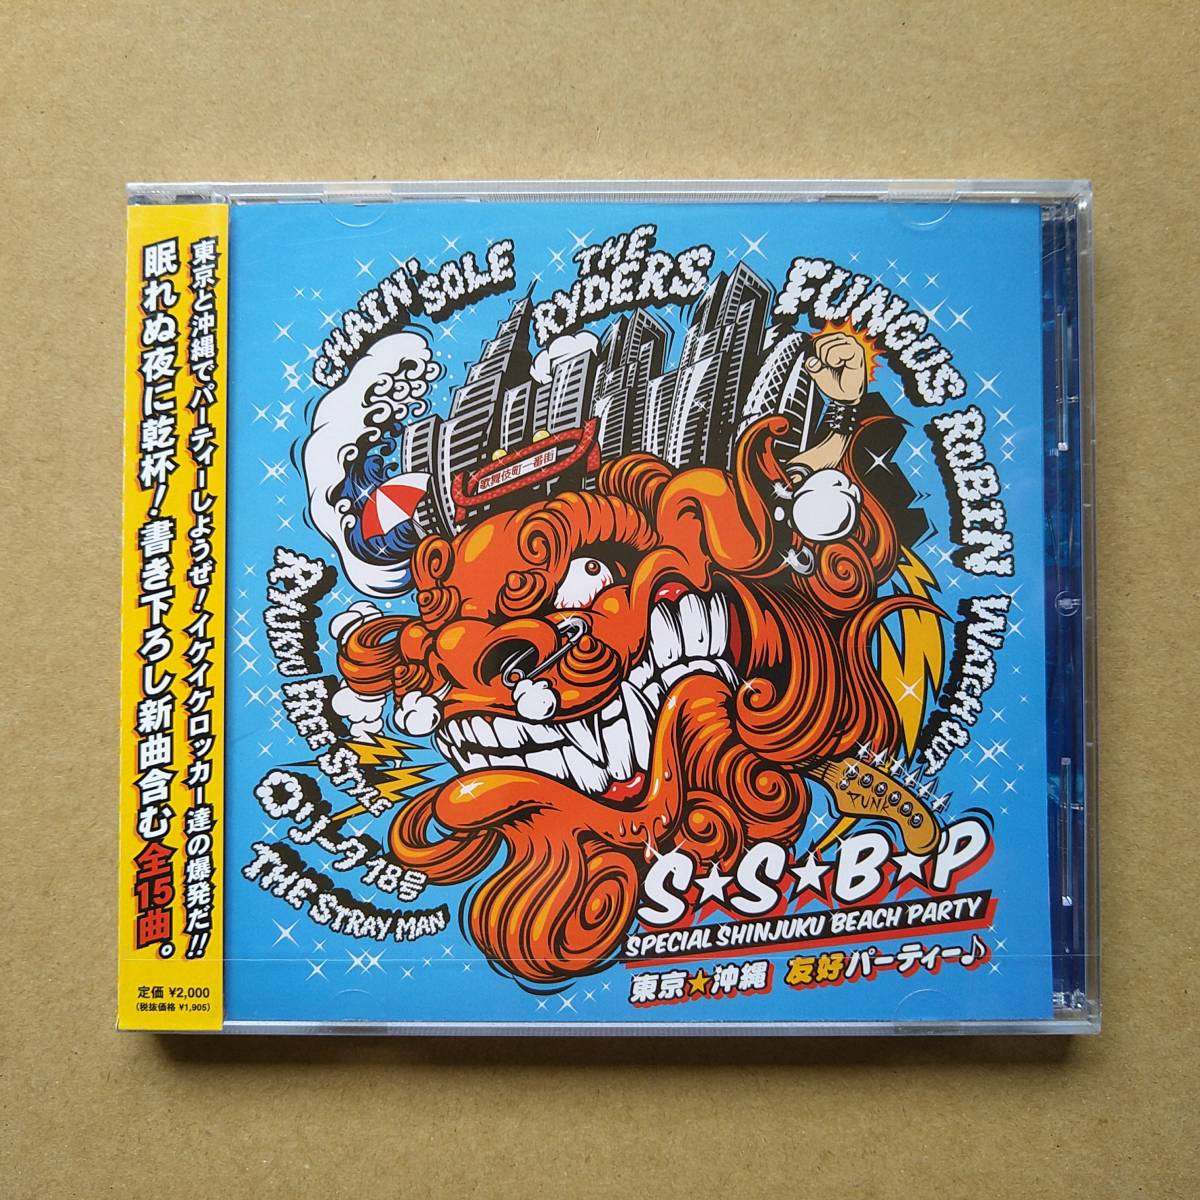 東京と沖縄でパーティーしようぜ!イケイケロッカー達の爆発だ!!
眠れぬ夜に乾杯!書き下ろし新曲含む全15曲。
定価 ¥2,000
(税抜価格 ¥1,905)
CHAIN'SOLE
THE RYDERS
FUNGUS
ROBIN
WATCH OUT
RYUKYU FREE STYLE
ロリータ18号
THE STRAY MAN
歌舞伎町一番街
PUNK
S★S★B★P
SPECIAL SHINJUKU BEACH PARTY
東京★沖縄 友好パーティー♪